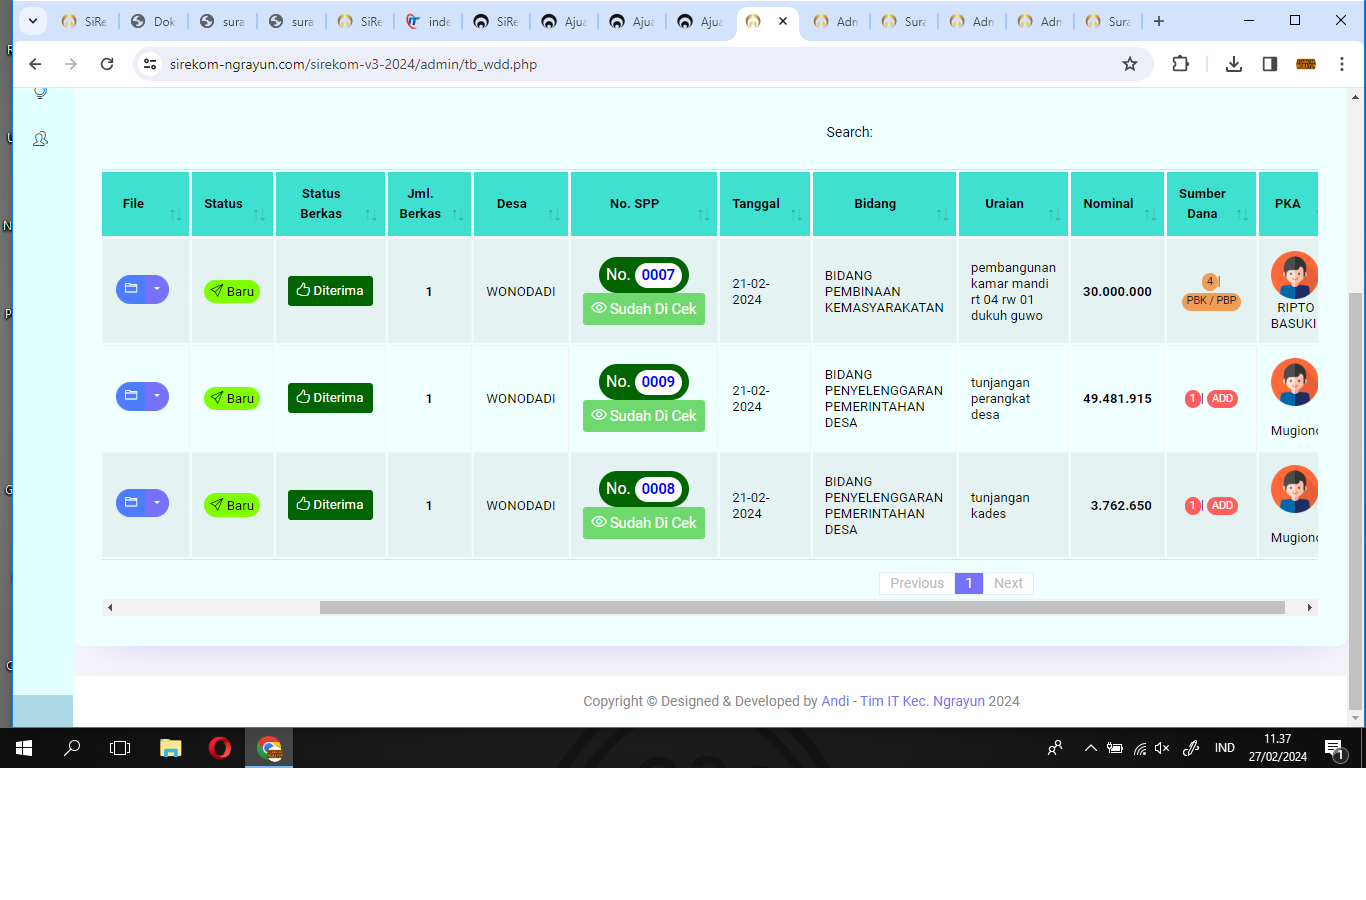 SiRe
Dok
sura
sura
SiRe
inde
SiRe
Ajua
Ajua
Ajua
Adm
Sura
Adm
Adm
Sura
sirekom-ngrayun.com/sirekom-v3-2024/admin/tb_wdd.php
Search:
File Status Status Berkas Jml. Berkas Desa No. SPP Tanggal Bidang Uraian Nominal Sumber Dana PKA
Baru
Diterima
1
WONODADI
No. 0007
Sudah Di Cek
21-02-
2024
BIDANG
PEMBINAAN
KEMASYARAKATAN
pembangunan
kamar mandi
rt 04 rw 01
dukuh guwo
30.000.000
4 |
PBK / PBP
RIPTO
BASUKI
Baru
Diterima
1
WONODADI
No. 0009
Sudah Di Cek
21-02-
2024
BIDANG
PENYELENGGARAN
PEMERINTAHAN
DESA
tunjangan
perangkat
desa
49.481.915
1 | ADD
Mugiono
Baru
Diterima
1
WONODADI
No. 0008
Sudah Di Cek
21-02-
2024
BIDANG
PENYELENGGARAN
PEMERINTAHAN
DESA
tunjangan
kades
3.762.650
1 | ADD
Mugiono
Previous 1 Next
Copyright © Designed & Developed by Andi - Tim IT Kec. Ngrayun 2024
IND
11.37
27/02/2024
1